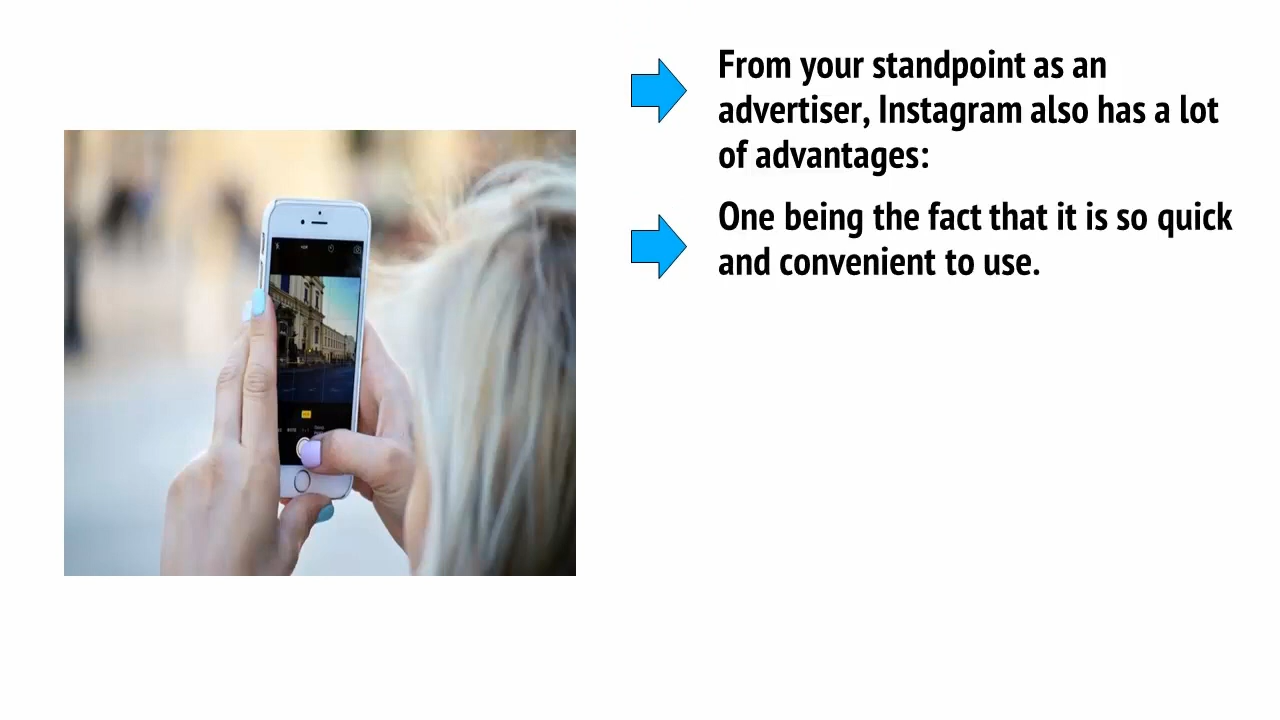 From your standpoint as an
advertiser, Instagram also has a lot
of advantages:
One being the fact that it is so quick
and convenient to use.